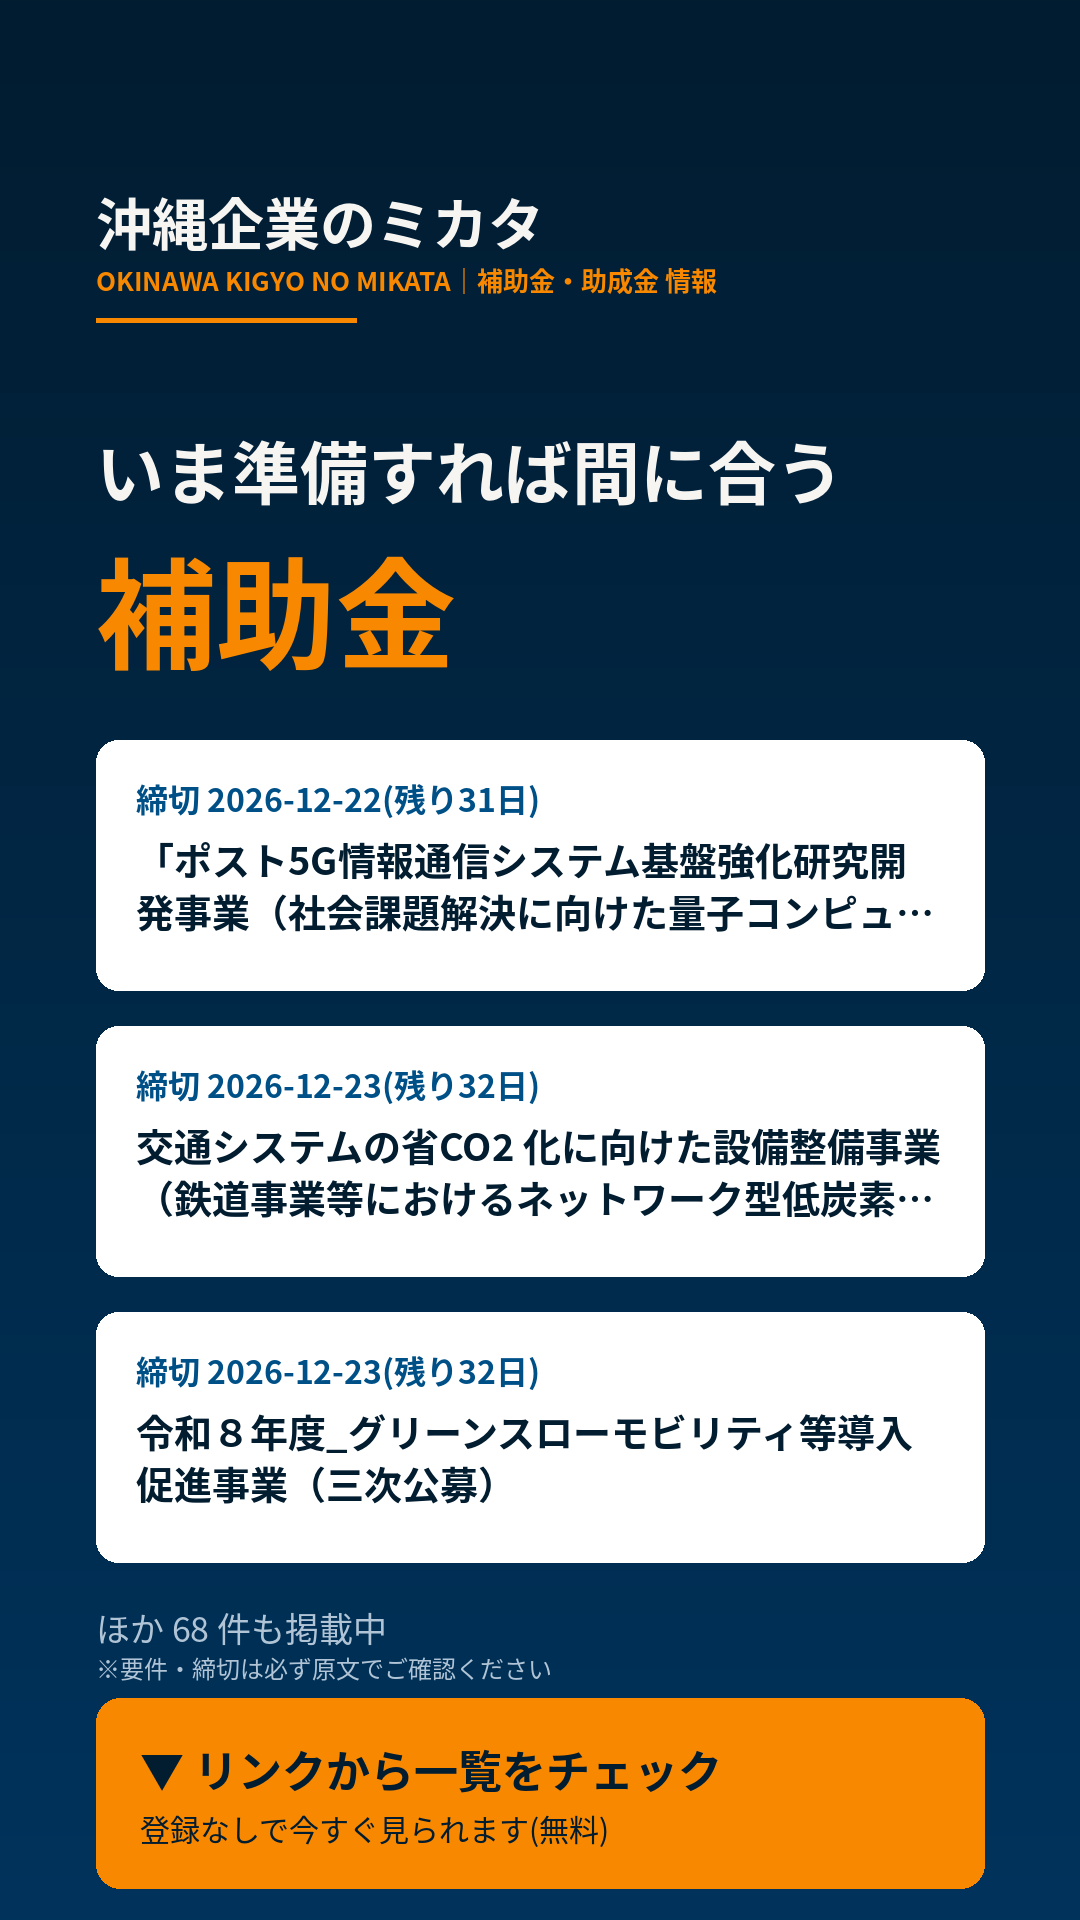 沖縄企業のミカタ
OKINAWA KIGYO NO MIKATA｜補助金・助成金 情報
いま準備すれば間に合う
補助金
締切 2026-12-22(残り31日)
「ポスト5G情報通信システム基盤強化研究開
発事業（社会課題解決に向けた量子コンピュ…
締切 2026-12-23(残り32日)
交通システムの省CO2 化に向けた設備整備事業
（鉄道事業等におけるネットワーク型低炭素…
締切 2026-12-23(残り32日)
令和８年度_グリーンスローモビリティ等導入
促進事業（三次公募）
ほか 68 件も掲載中
※要件・締切は必ず原文でご確認ください
▼ リンクから一覧をチェック
登録なしで今すぐ見られます(無料)